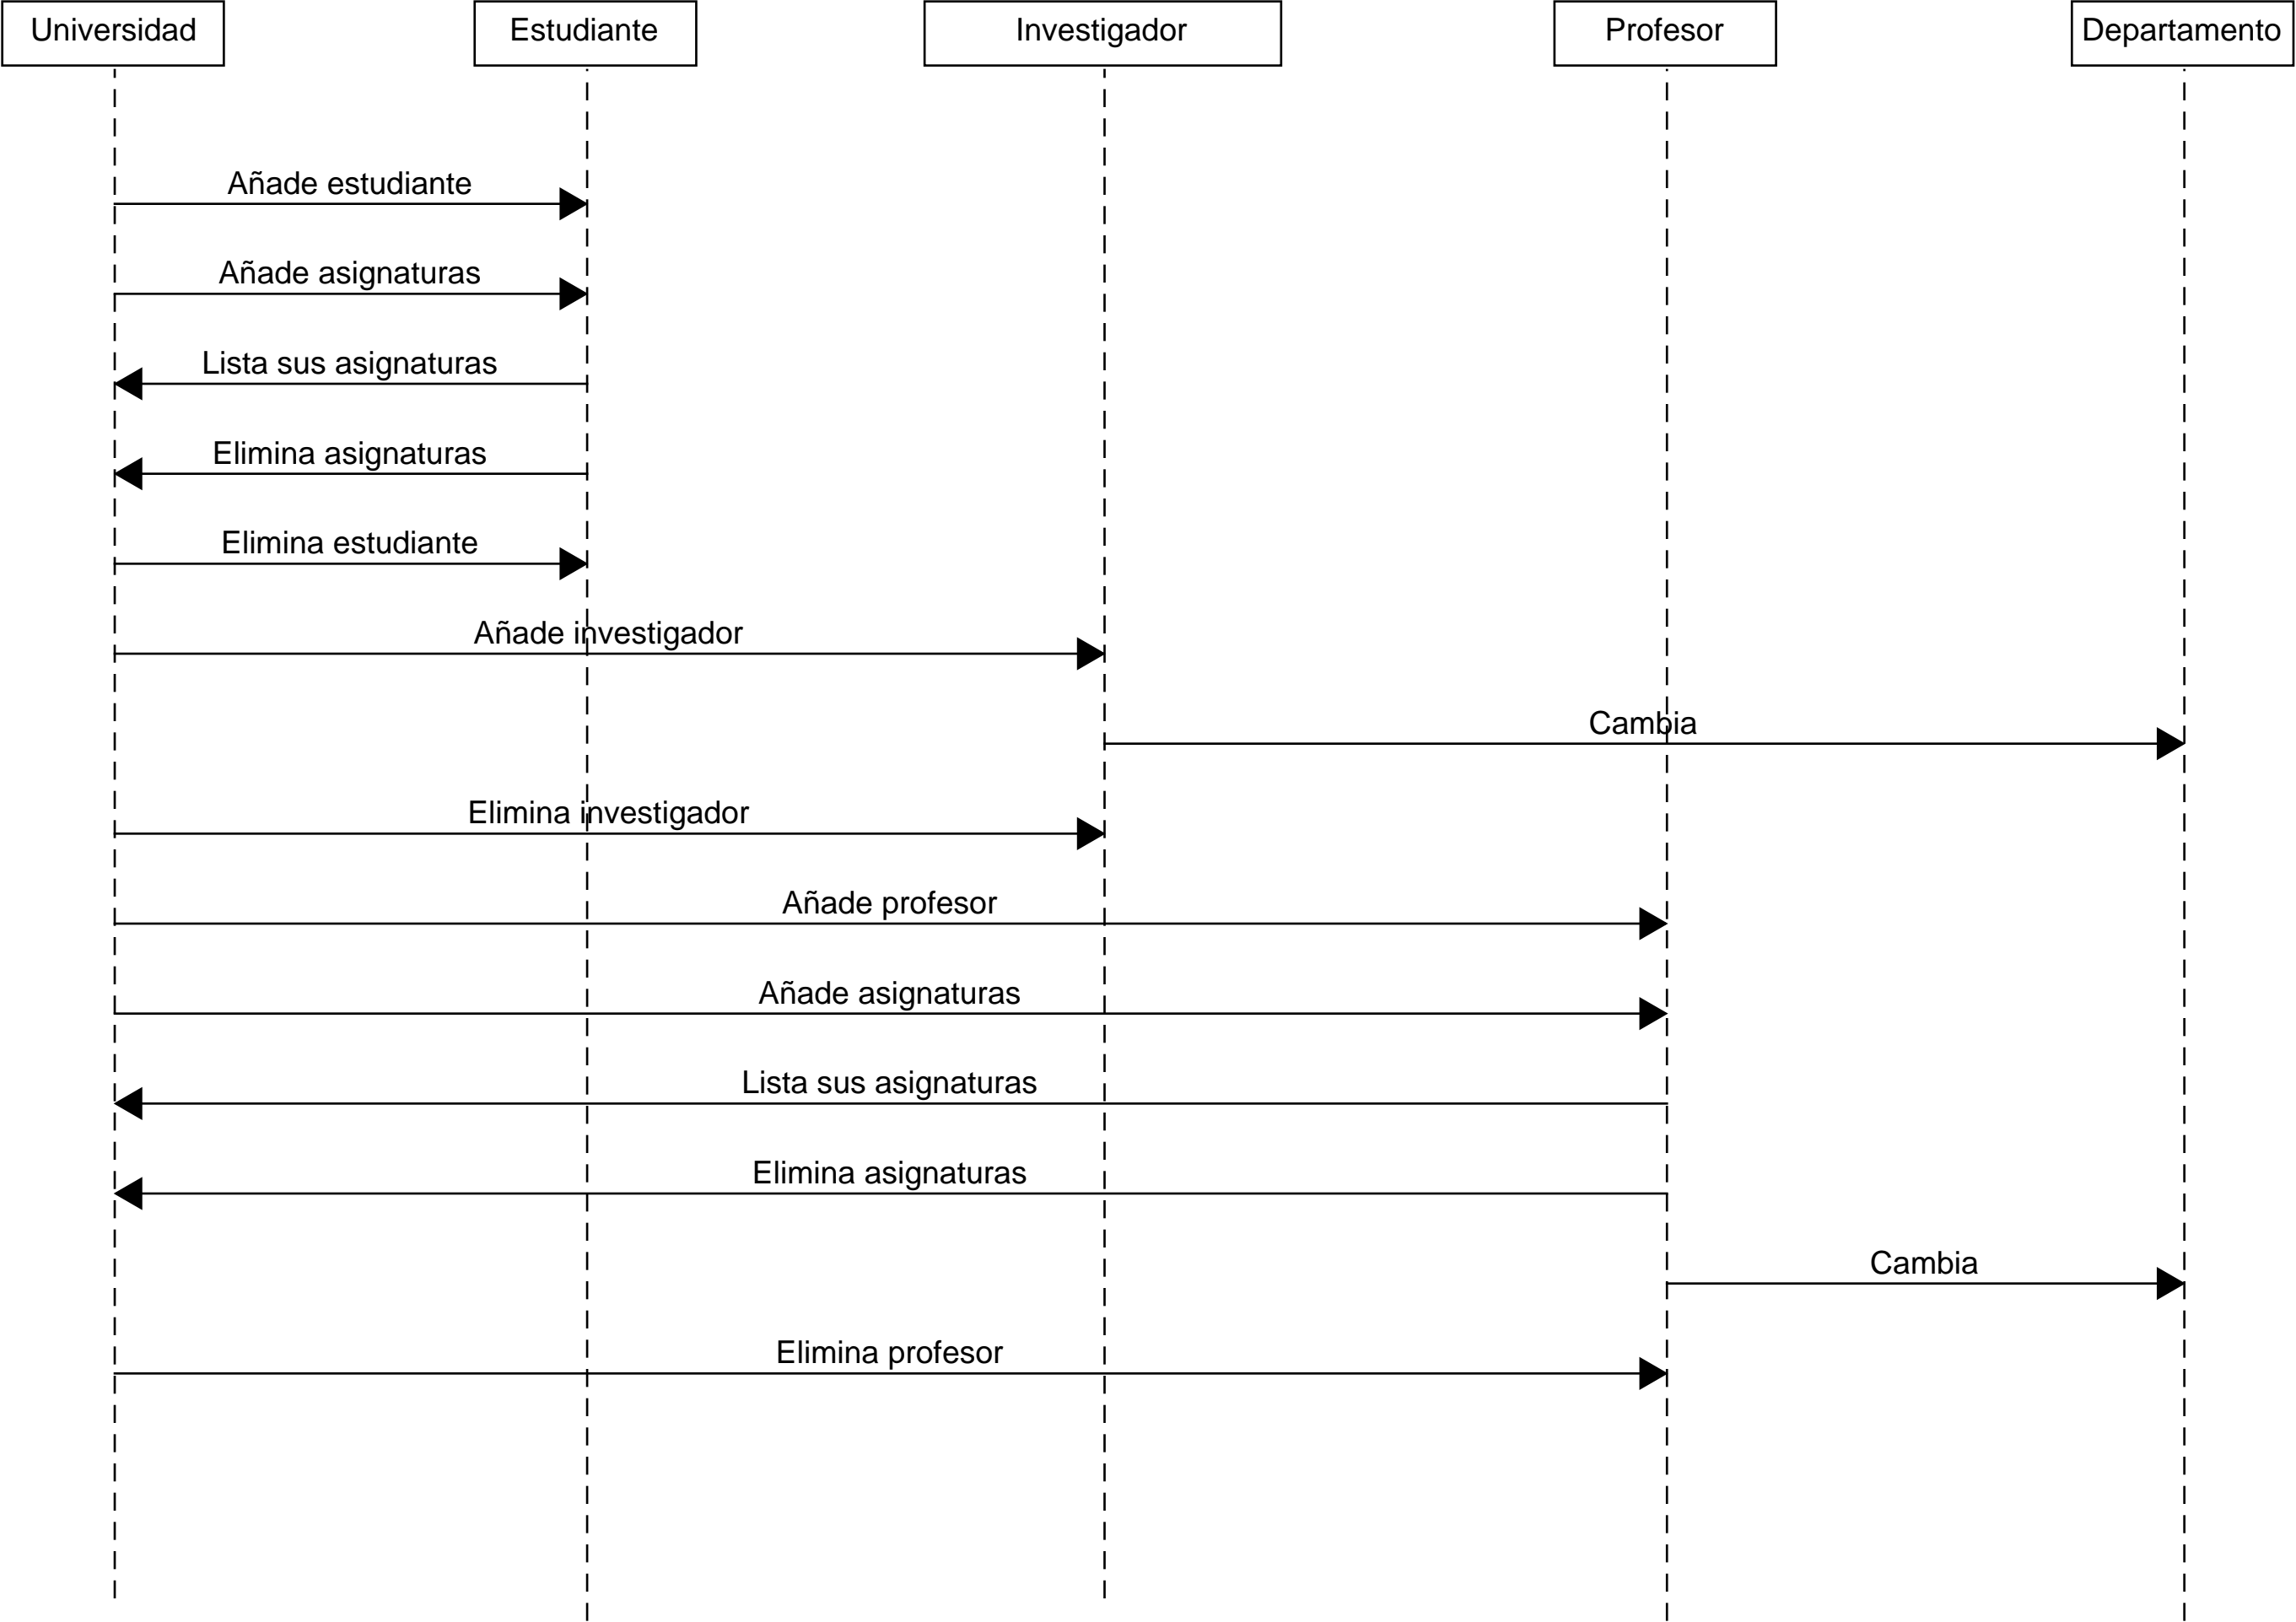 Universidad
Estudiante
Investigador
Profesor
Departamento
Añade estudiante
Añade asignaturas
Lista sus asignaturas
Elimina asignaturas
Elimina estudiante
Añade investigador
Cambia
Elimina investigador
Añade profesor
Añade asignaturas
Lista sus asignaturas
Elimina asignaturas
Cambia
Elimina profesor